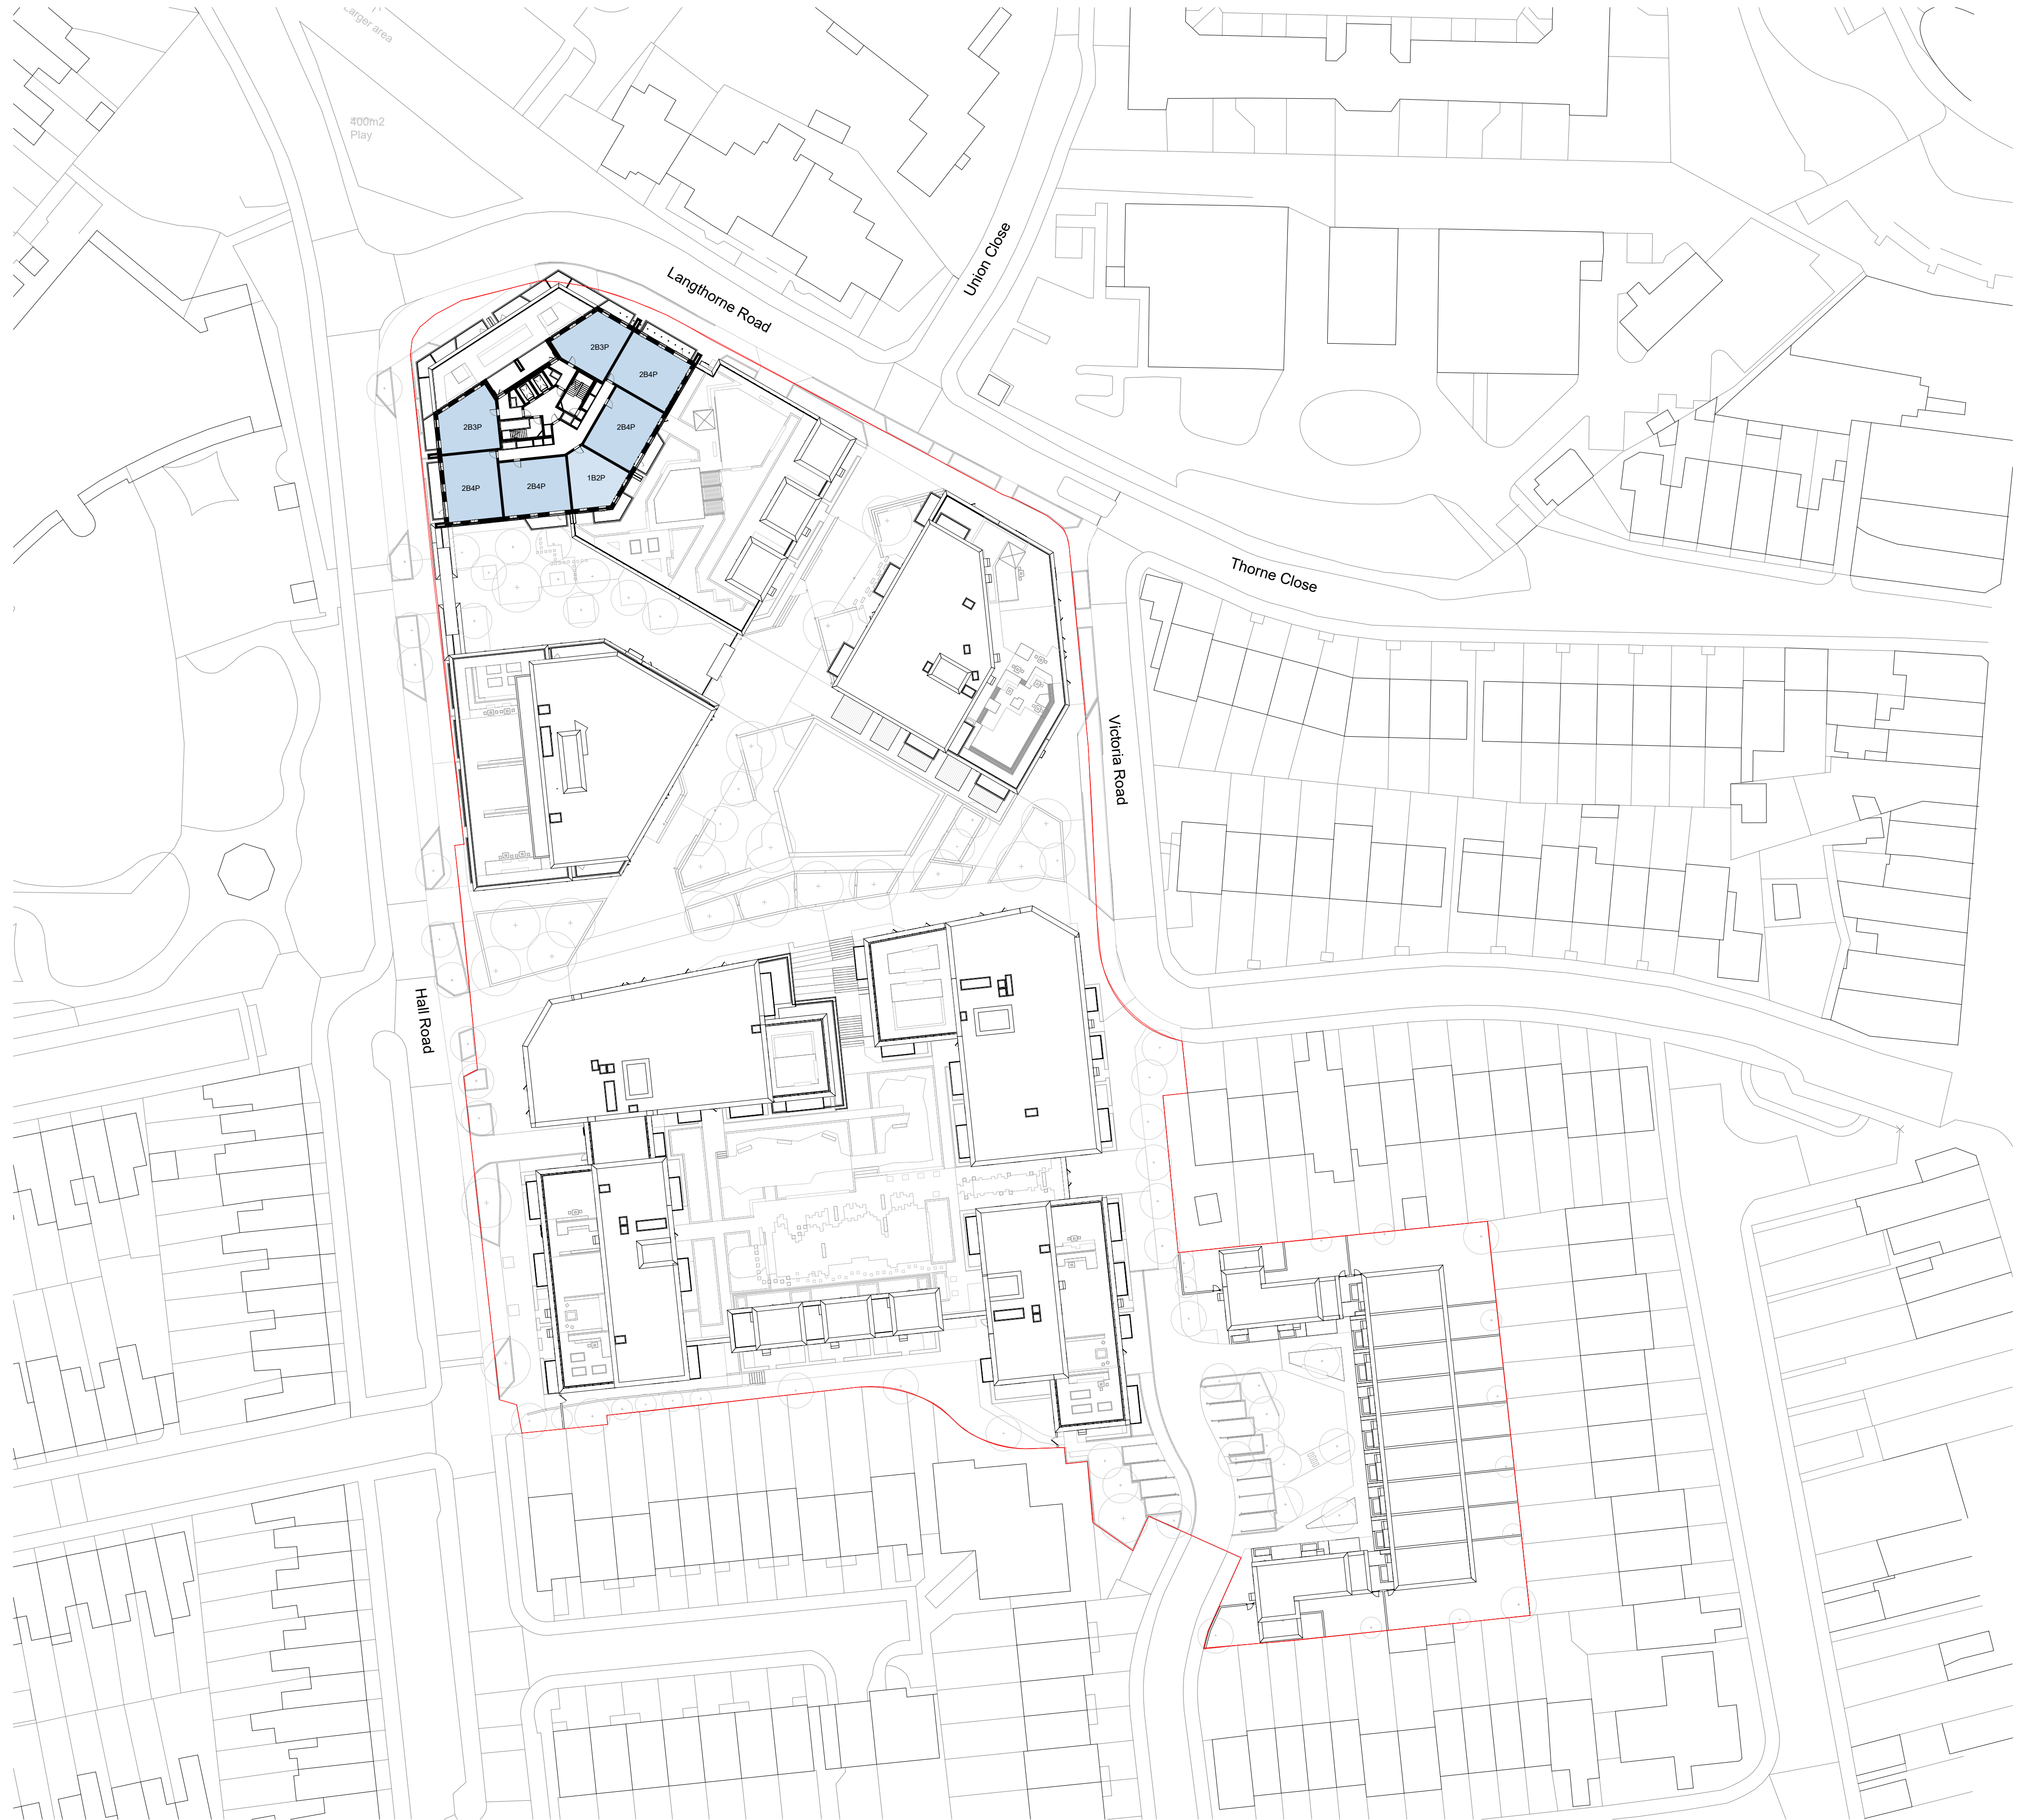 Larger area
400m2
Play
Union Close
Langthorne Road
2B3P
2B4P
2B3P
2B4P
1B2P
2B4P
2B4P
Thorne Close
Victoria Road
Hall Road